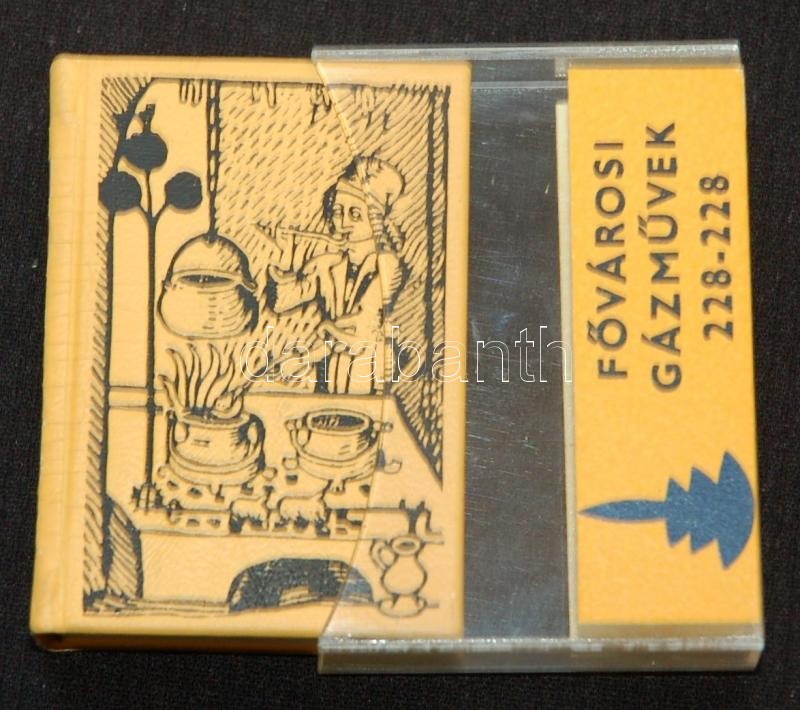 FŐVÁROSI
GÁZMŰVEK
228-228
darabanth